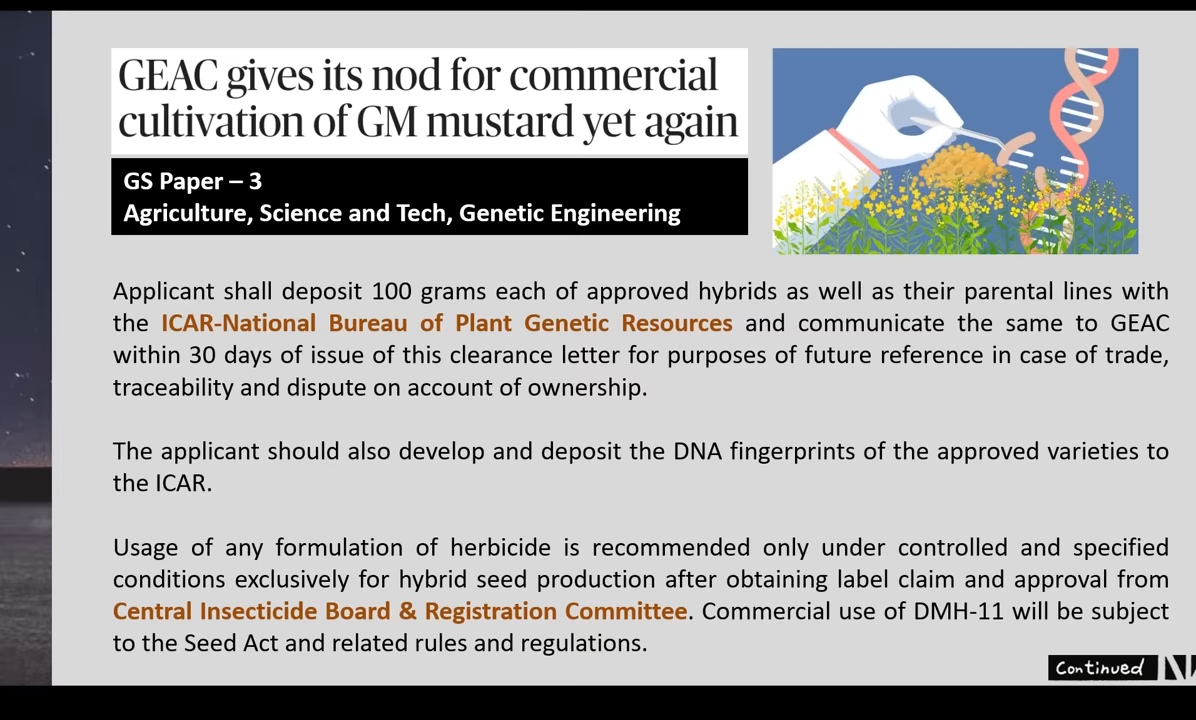 GEAC gives its nod for commercial
cultivation of GM mustard yet again
GS Paper – 3
Agriculture, Science and Tech, Genetic Engineering
Applicant shall deposit 100 grams each of approved hybrids as well as their parental lines with
the ICAR-National Bureau of Plant Genetic Resources and communicate the same to GEAC
within 30 days of issue of this clearance letter for purposes of future reference in case of trade,
traceability and dispute on account of ownership.
The applicant should also develop and deposit the DNA fingerprints of the approved varieties to
the ICAR.
Usage of any formulation of herbicide is recommended only under controlled and specified
conditions exclusively for hybrid seed production after obtaining label claim and approval from
Central Insecticide Board & Registration Committee. Commercial use of DMH-11 will be subject
to the Seed Act and related rules and regulations.
Continued